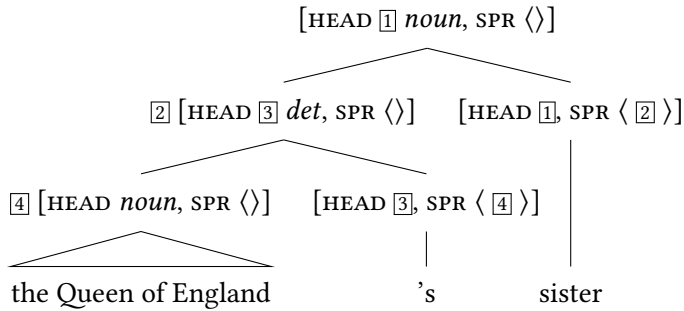 [HEAD 1 noun, SPR ⟨⟩]
2 [HEAD 3 det, SPR ⟨⟩] [HEAD 1, SPR ⟨ 2 ⟩]
4 [HEAD noun, SPR ⟨⟩] [HEAD 3, SPR ⟨ 4 ⟩]
the Queen of England 's sister